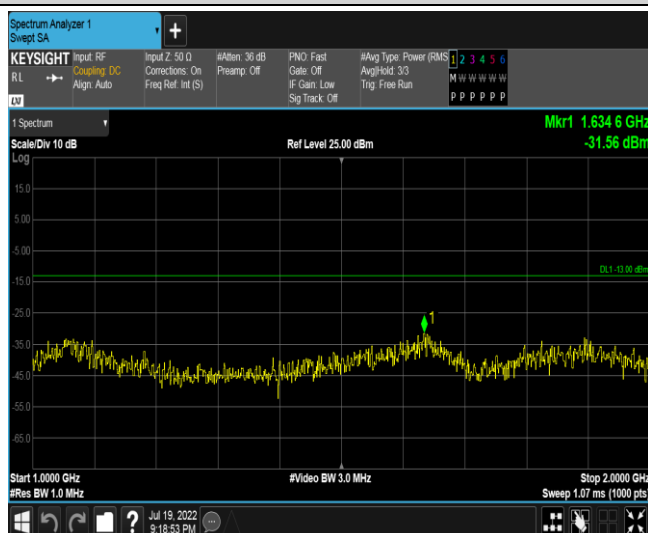 Spectrum Analyzer 1
Swept SA
+
KEYSIGHT
RL
LXI
Input: RF
Coupling: DC
Align: Auto
Input Z: 50 Ω
Corrections: On
Freq Ref: Int (S)
#Atten: 36 dB
Preamp: Off
PNO: Fast
Gate: Off
IF Gain: Low
Sig Track: Off
#Avg Type: Power (RMS
Avg|Hold: 3/3
Trig: Free Run
1 2 3 4 5 6
M W W W W W
P P P P P P
1 Spectrum
Mkr1 1.634 6 GHz
Scale/Div 10 dB
Ref Level 25.00 dBm
-31.56 dBm
Log
15.0
5.00
-5.00
DL1 -13.00 dBm
-15.0
-25.0
1
-35.0
-45.0
-55.0
-65.0
Start 1.0000 GHz
#Video BW 3.0 MHz
Stop 2.0000 GHz
#Res BW 1.0 MHz
Sweep 1.07 ms (1000 pts)
?
Jul 19, 2022
9:18:53 PM